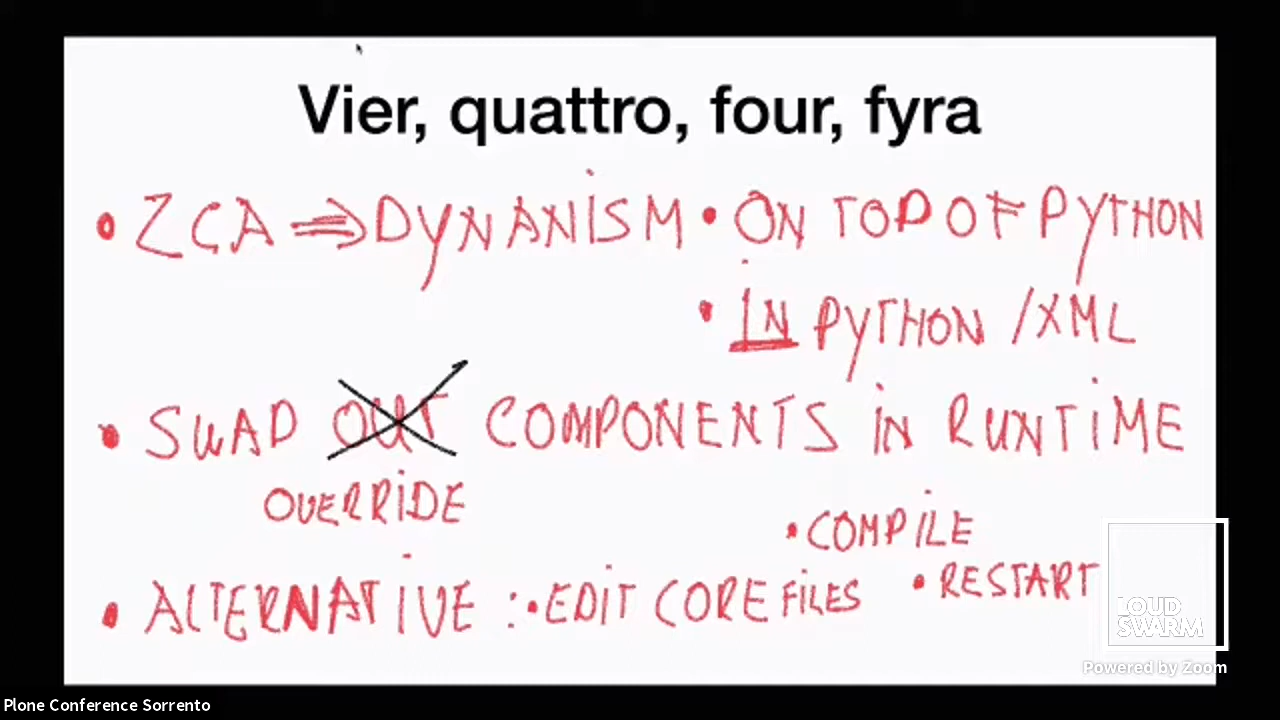 Vier, quattro, four, fyra
• ZCA ⇒ DYNANISM • ON TOP OF PYTHON
• IN PYTHON / XML
• SWAP OUT COMPONENTS iN RUNTiME
OVERRiDE
• COMPiLE
• ALTERNATiVE : • EDiT CORE FiLES • RESTART
LOUD
SWARM
Powered by Zoom
Plone Conference Sorrento